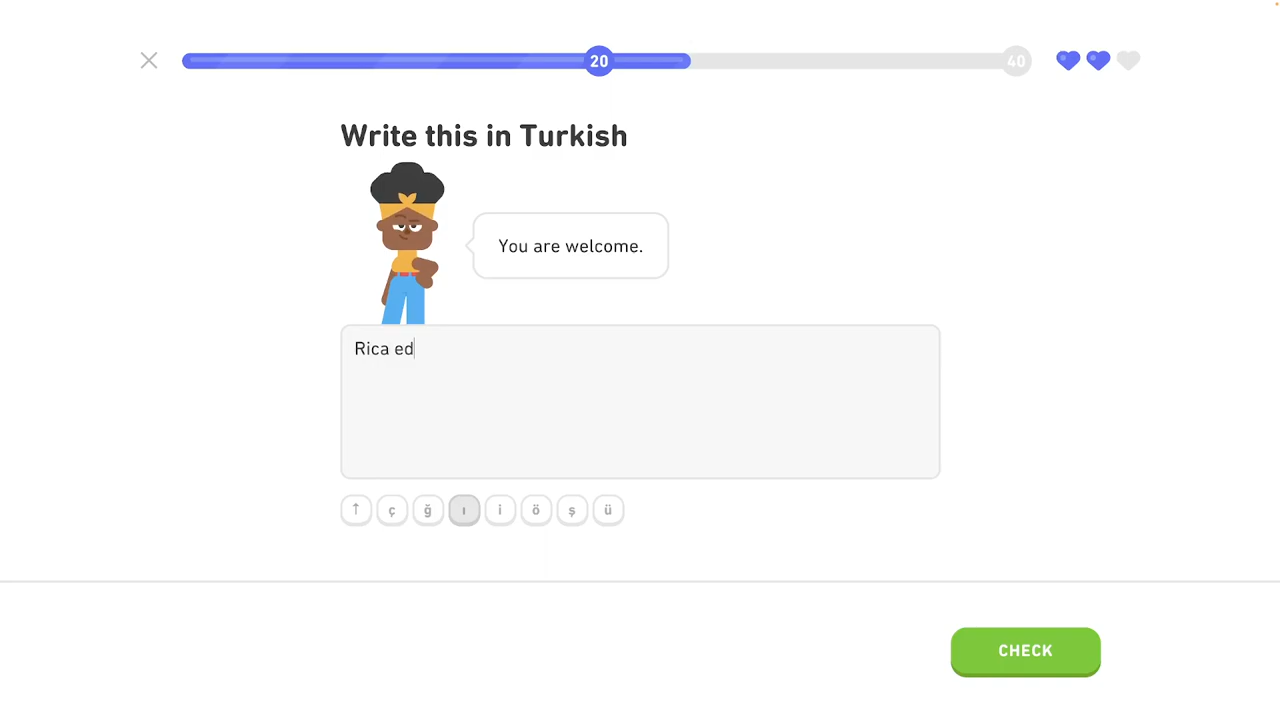 20
40
Write this in Turkish
You are welcome.
Rica ed
↑ ç ğ ı i ö ş ü
CHECK